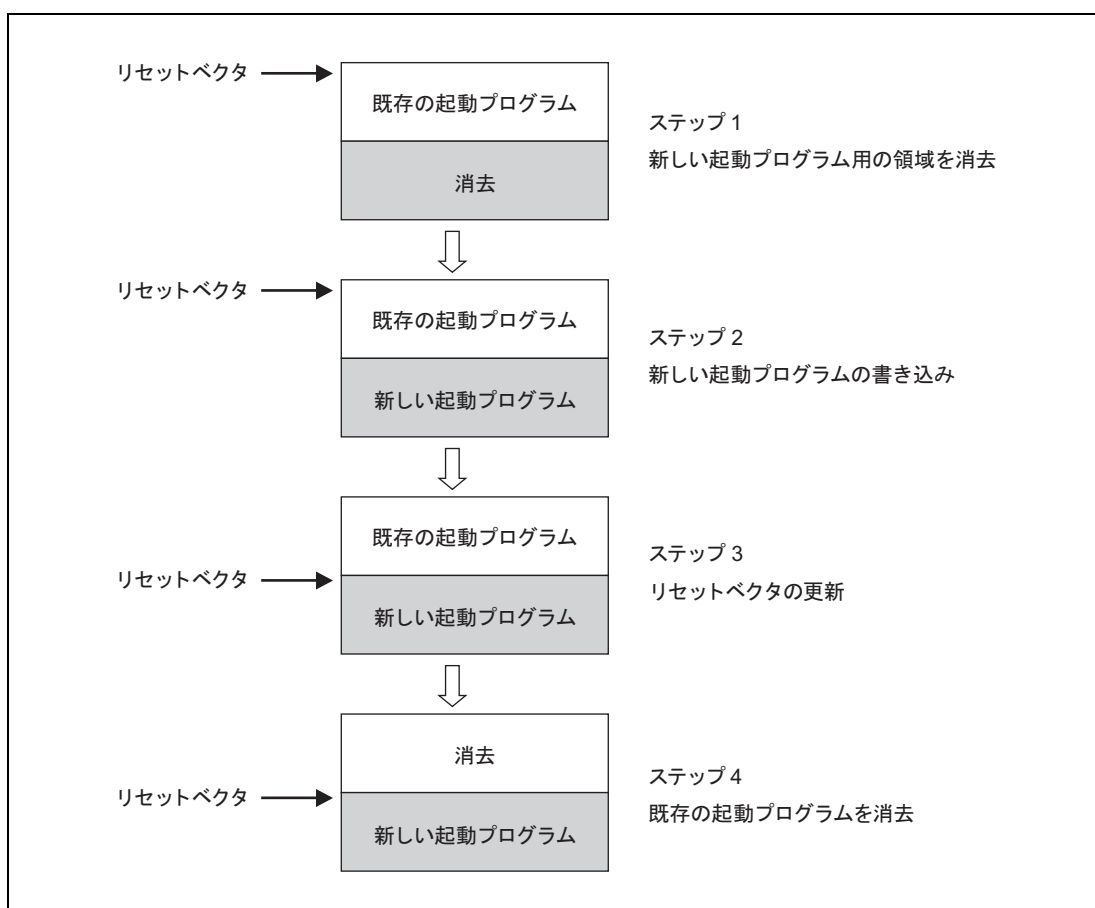 リセットベクタ
既存の起動プログラム
消去
ステップ 1
新しい起動プログラム用の領域を消去
リセットベクタ
既存の起動プログラム
新しい起動プログラム
ステップ 2
新しい起動プログラムの書き込み
既存の起動プログラム
リセットベクタ
新しい起動プログラム
ステップ 3
リセットベクタの更新
消去
リセットベクタ
新しい起動プログラム
ステップ 4
既存の起動プログラムを消去